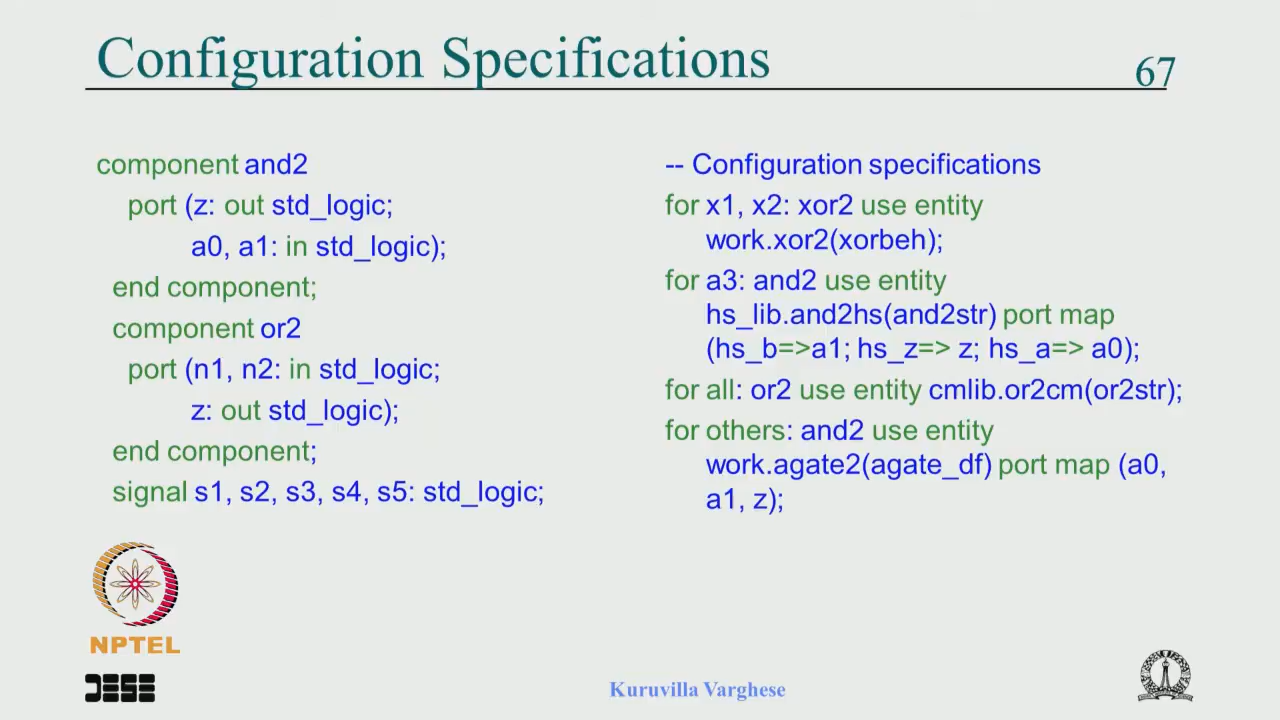 Configuration Specifications
67
component and2
port (z: out std_logic;
a0, a1: in std_logic);
end component;
component or2
port (n1, n2: in std_logic;
z: out std_logic);
end component;
signal s1, s2, s3, s4, s5: std_logic;
-- Configuration specifications
for x1, x2: xor2 use entity
work.xor2(xorbeh);
for a3: and2 use entity
hs_lib.and2hs(and2str) port map
(hs_b=>a1; hs_z=> z; hs_a=> a0);
for all: or2 use entity cmlib.or2cm(or2str);
for others: and2 use entity
work.agate2(agate_df) port map (a0,
a1, z);
NPTEL
DESE
Kuruvilla Varghese